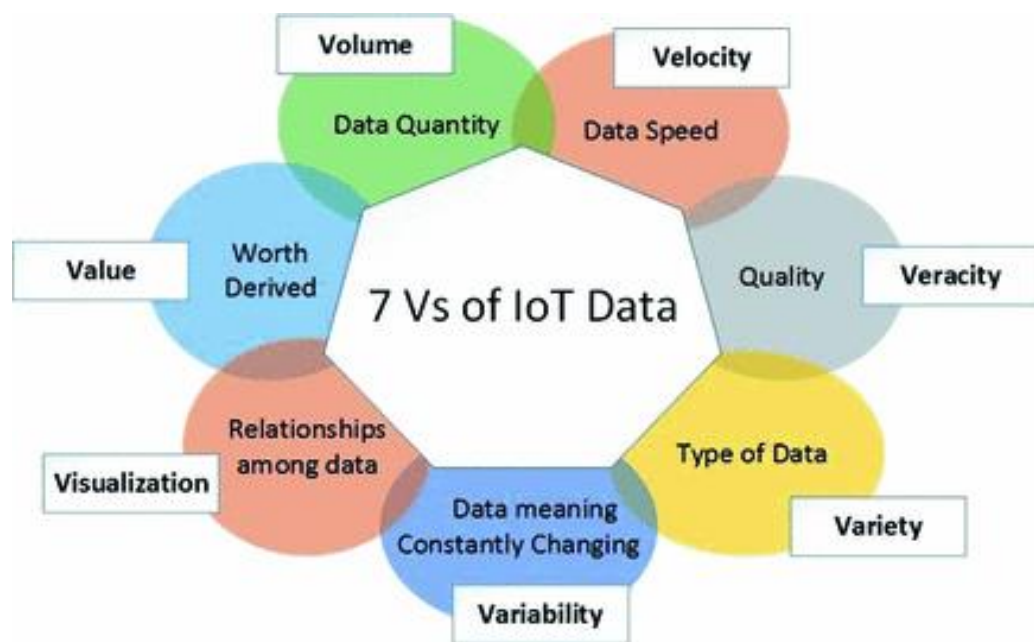 Volume
Data Quantity
Velocity
Data Speed
Value
Worth
Derived
7 Vs of IoT Data
Quality
Veracity
Relationships
among data
Visualization
Type of Data
Variety
Data meaning
Constantly Changing
Variability